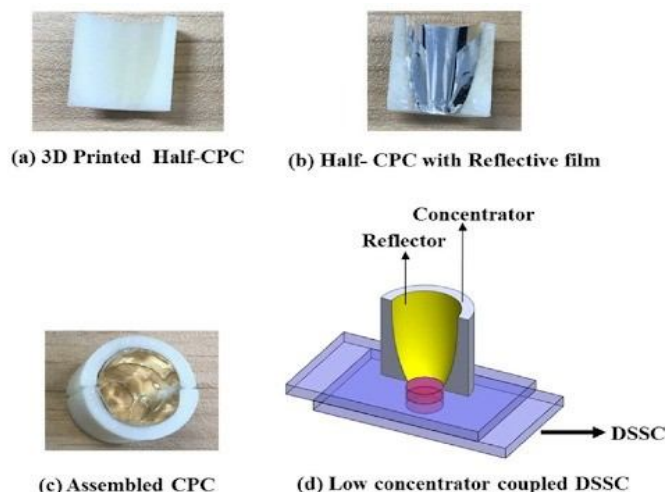 (a) 3D Printed Half-CPC
(b) Half- CPC with Reflective film
Concentrator
Reflector
DSSC
(c) Assembled CPC
(d) Low concentrator coupled DSSC